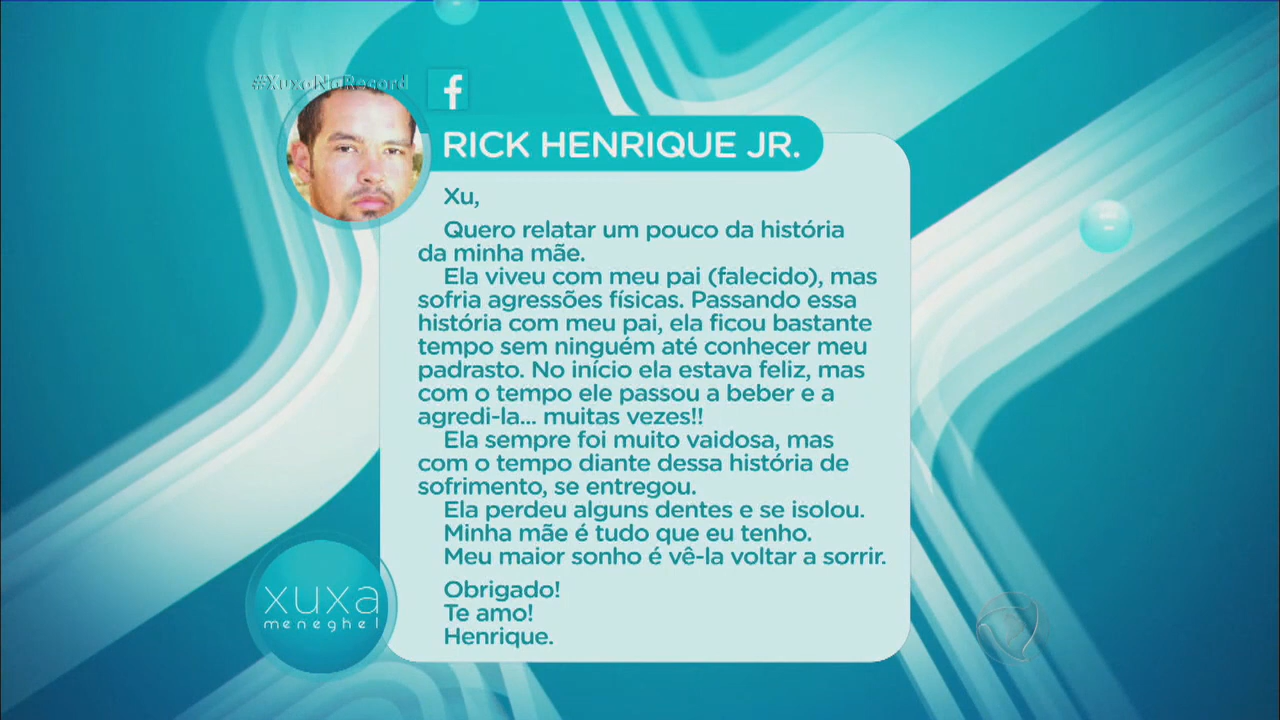 #XuxaNaRecord
f
RICK HENRIQUE JR.
Xu,
Quero relatar um pouco da história
da minha mãe.
Ela viveu com meu pai (falecido), mas
sofria agressões físicas. Passando essa
história com meu pai, ela ficou bastante
tempo sem ninguém até conhecer meu
padrasto. No início ela estava feliz, mas
com o tempo ele passou a beber e a
agredi-la... muitas vezes!!
Ela sempre foi muito vaidosa, mas
com o tempo diante dessa história de
sofrimento, se entregou.
Ela perdeu alguns dentes e se isolou.
Minha mãe é tudo que eu tenho.
Meu maior sonho é vê-la voltar a sorrir.
Obrigado!
Te amo!
Henrique.
xuxa
meneghel